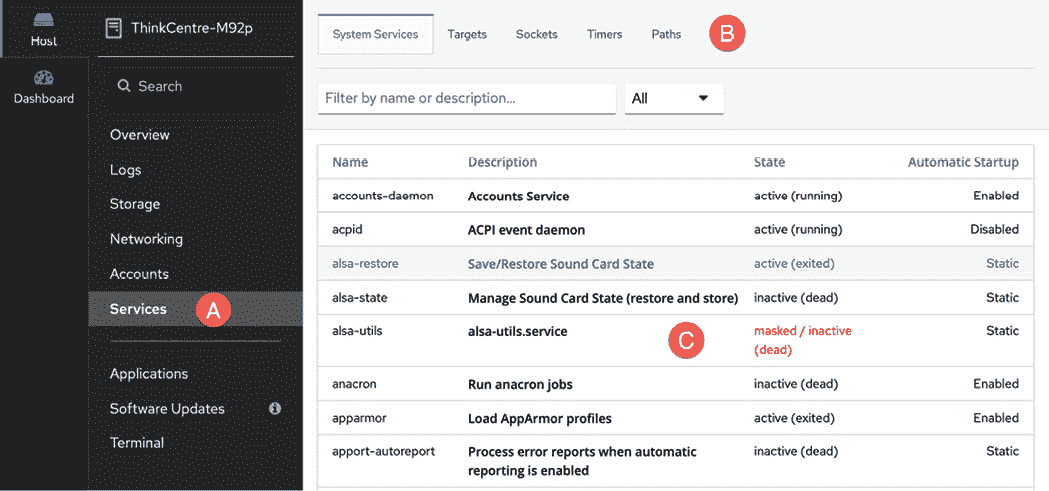 Host
Dashboard
ThinkCentre-M92p
Search
Overview
Logs
Storage
Networking
Accounts
Services A
Applications
Software Updates
Terminal
System Services Targets Sockets Timers Paths B
Filter by name or description... All
Name Description State Automatic Startup
accounts-daemon Accounts Service active (running) Enabled
acpid ACPI event daemon active (running) Disabled
alsa-restore Save/Restore Sound Card State active (exited) Static
alsa-state Manage Sound Card State (restore and store) inactive (dead) Static
alsa-utils alsa-utils.service C masked / inactive Static
(dead)
anacron Run anacron jobs inactive (dead) Enabled
apparmor Load AppArmor profiles active (exited) Enabled
apport-autoreport Process error reports when automatic inactive (dead) Static
reporting is enabled